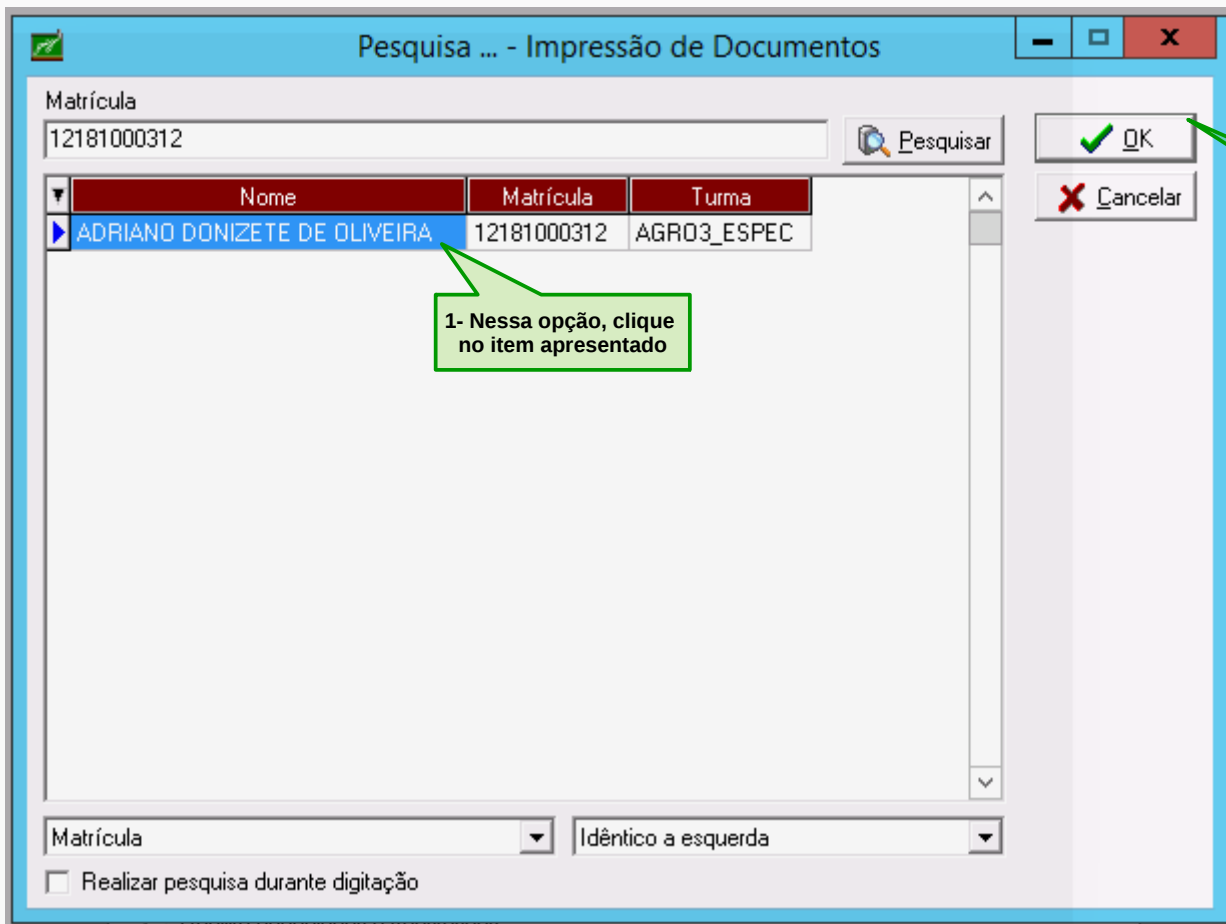 Pesquisa ... - Impressão de Documentos
Matrícula
12181000312
Pesquisar
OK
Cancelar
Nome Matrícula Turma
ADRIANO DONIZETE DE OLIVEIRA 12181000312 AGRO3_ESPEC
1- Nessa opção, clique
no item apresentado
Matrícula
Idêntico a esquerda
Realizar pesquisa durante digitação